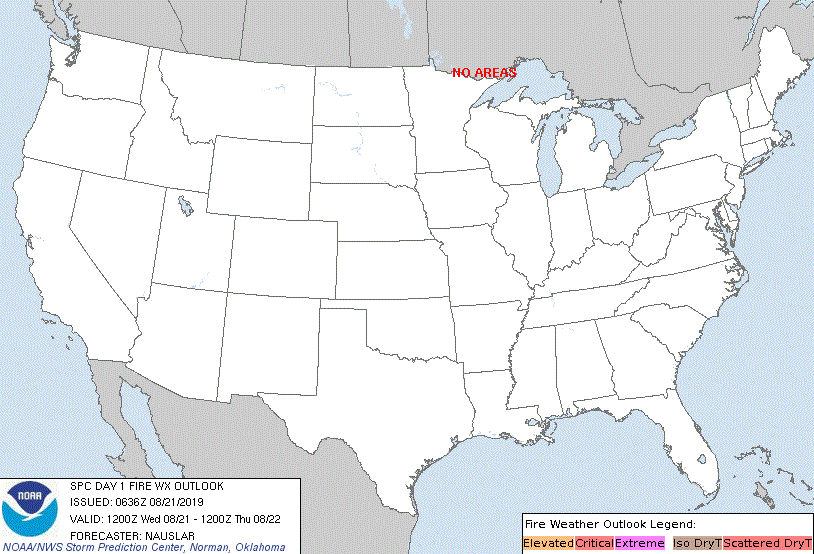 NO AREAS
NOAA
SPC DAY 1 FIRE WX OUTLOOK
ISSUED: 0636Z 08/21/2019
VALID: 1200Z Wed 08/21 - 1200Z Thu 08/22
FORECASTER: NAUSLAR
NOAA/NWS Storm Prediction Center, Norman, Oklahoma
Fire Weather Outlook Legend:
Elevated Critical Extreme Iso DryT Scattered DryT